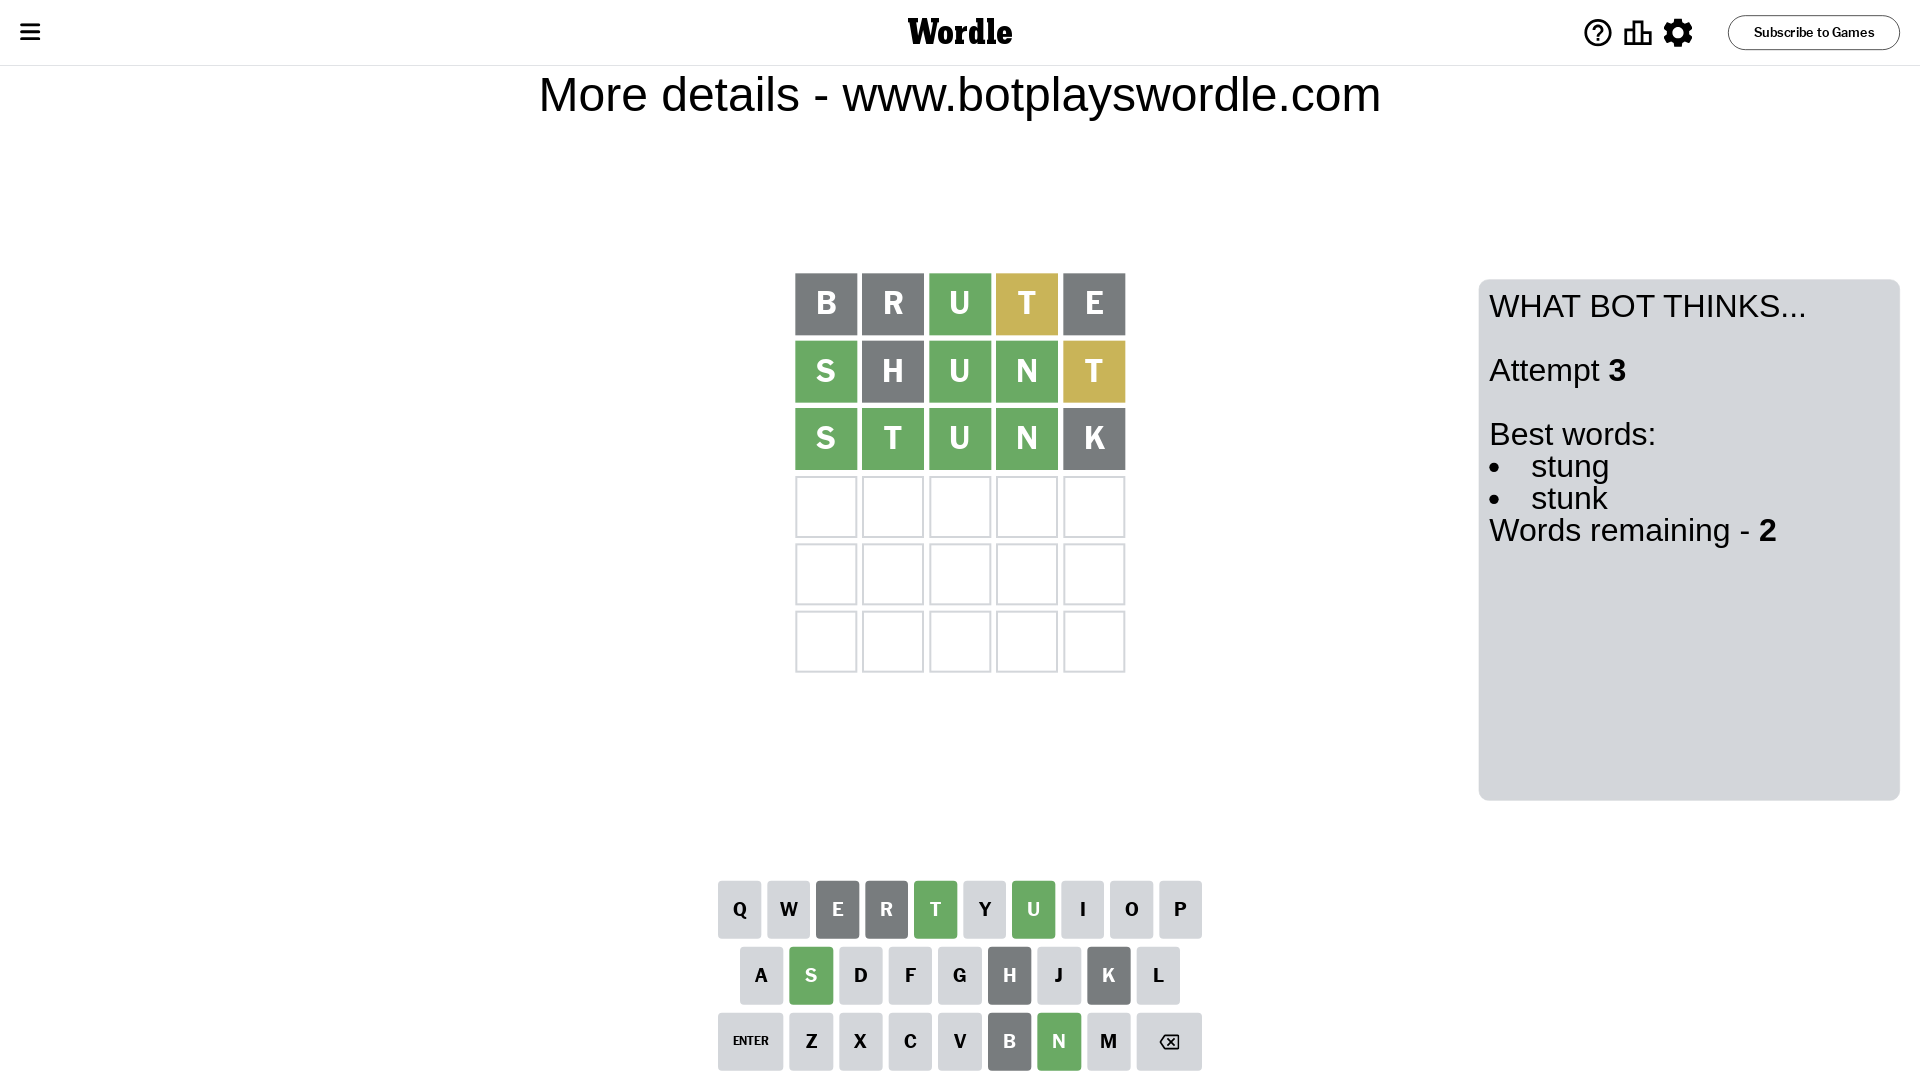 Wordle
Subscribe to Games
More details - www.botplayswordle.com
B R U T E
S H U N T
S T U N K
WHAT BOT THINKS...
Attempt 3
Best words:
• stung
• stunk
Words remaining - 2
Q W E R T Y U I O P
A S D F G H J K L
ENTER Z X C V B N M